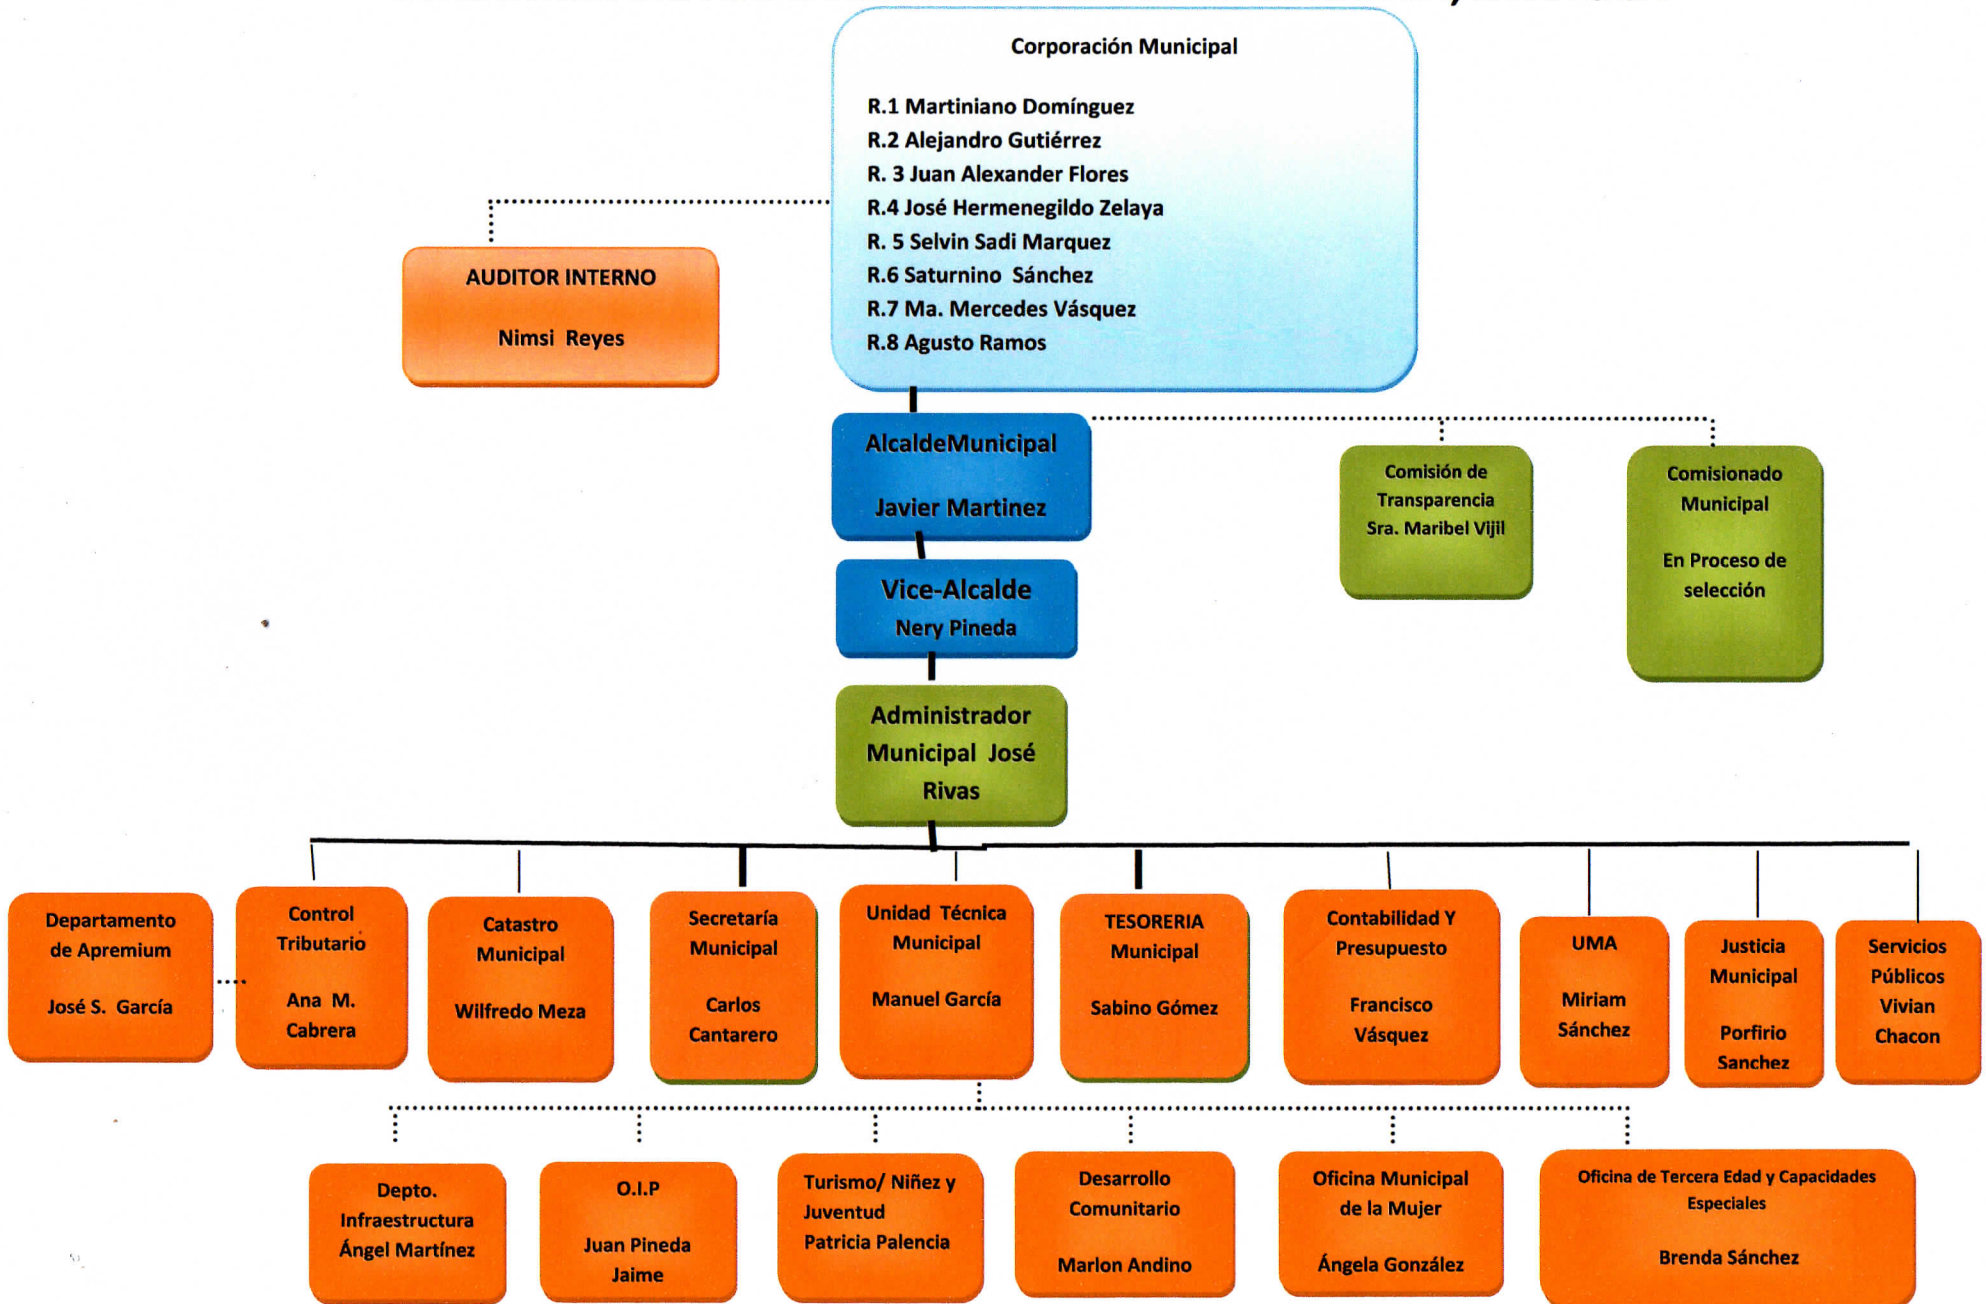 Corporación Municipal
R.1 Martiniano Domínguez
R.2 Alejandro Gutiérrez
R. 3 Juan Alexander Flores
R.4 José Hermenegildo Zelaya
R. 5 Selvin Sadi Marquez
R.6 Saturnino Sánchez
R.7 Ma. Mercedes Vásquez
R.8 Agusto Ramos
AUDITOR INTERNO
Nimsi Reyes
AlcaldeMunicipal
Javier Martinez
Comisión de
Transparencia
Sra. Maribel Vijil
Comisionado
Municipal
En Proceso de
selección
Vice-Alcalde
Nery Pineda
Administrador
Municipal José
Rivas
Departamento
de Apremium
José S. García
Control
Tributario
Ana M.
Cabrera
Catastro
Municipal
Wilfredo Meza
Secretaría
Municipal
Carlos
Cantarero
Unidad Técnica
Municipal
Manuel García
TESORERIA
Municipal
Sabino Gómez
Contabilidad Y
Presupuesto
Francisco
Vásquez
UMA
Miriam
Sánchez
Justicia
Municipal
Porfirio
Sanchez
Servicios
Públicos
Vivian
Chacon
Depto.
Infraestructura
Ángel Martínez
O.I.P
Juan Pineda
Jaime
Turismo/ Niñez y
Juventud
Patricia Palencia
Desarrollo
Comunitario
Marlon Andino
Oficina Municipal
de la Mujer
Ángela González
Oficina de Tercera Edad y Capacidades
Especiales
Brenda Sánchez